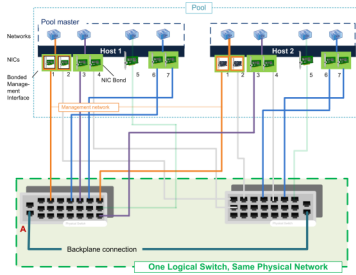 Pool
Pool master
Networks
Host 1
Host 2
NICs
1 2 3 4 5 6 7
1 2 3 4 5 6 7
Bonded
Manage-
ment
Interface
NIC Bond
Management network
A
Backplane connection
One Logical Switch, Same Physical Network